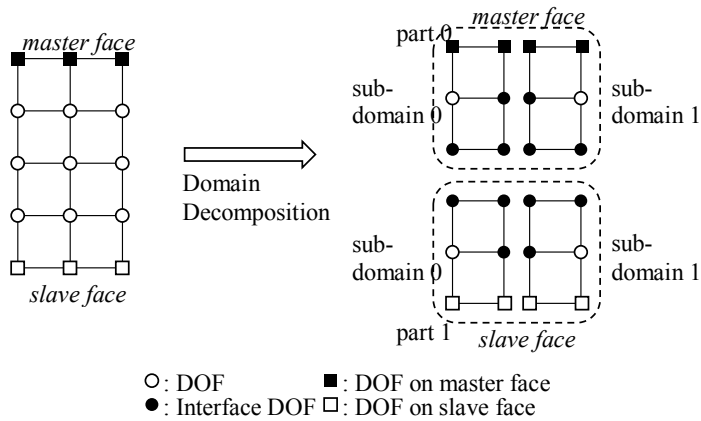 master face
slave face
Domain
Decomposition
part 0
master face
sub-
domain 0
sub-
domain 1
sub-
domain 0
sub-
domain 1
part 1
slave face
: DOF
: DOF on master face
: Interface DOF
: DOF on slave face